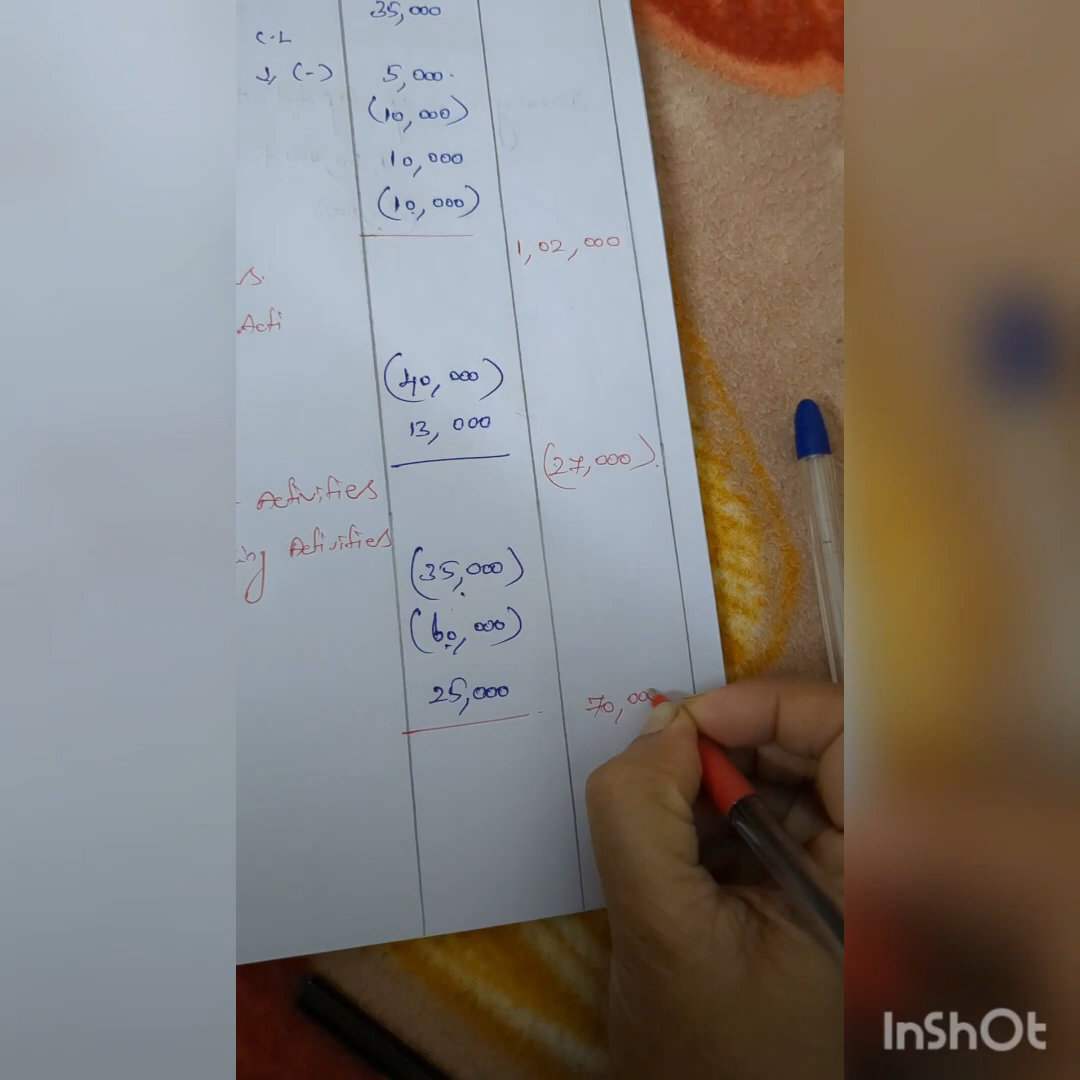 35,000
C.L
(-) 5,000.
(10,000)
10,000
(10,000)
1,02,000
s.
Acti
(40,000)
13,000
(27,000).
- Activities
ing Activities
(35,000)
(60,000)
25,000
70,000
InShOt